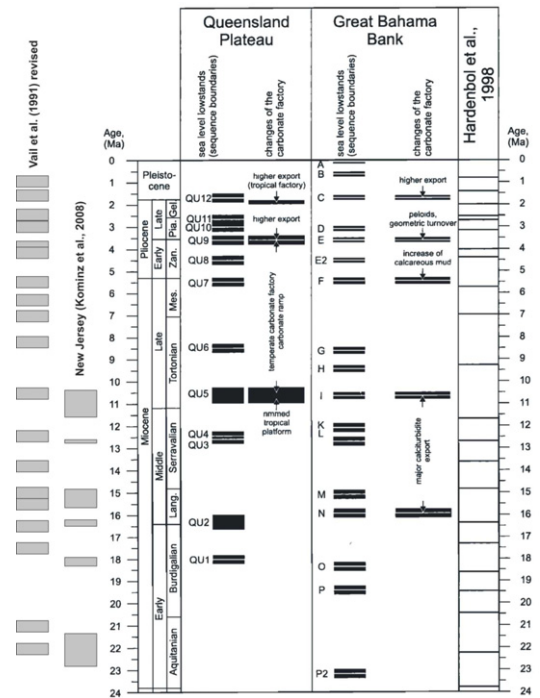 Vail et al. (1991) revised
New Jersey (Kominz et al., 2008)
Queensland
Plateau
Great Bahama
Bank
Hardenbol et al.,
1998
sea level lowstands
(sequence boundaries)
changes of the
carbonate factory
sea level lowstands
(sequence boundaries)
changes of the
carbonate factory
Age,
(Ma)
Age,
(Ma)
0
1
2
3
4
5
6
7
8
9
10
11
12
13
14
15
16
17
18
19
20
21
22
23
24
Pleisto-
cene
Pliocene
Late
Early
Gel.
Pia.
Zan.
Miocene
Late
Middle
Early
Mes.
Tortonian
Serravalian
Lang.
Burdigalian
Aquitanian
QU12
QU11
QU10
QU9
QU8
QU7
QU6
QU5
QU4
QU3
QU2
QU1
higher export
(tropical factory)
higher export
temperate carbonate factory
carbonate ramp
rimmed
tropical
platform
A
B
C
D
E
E2
F
G
H
I
K
L
M
N
O
P
P2
higher export
peloids,
geometric turnover
increase of
calcareous mud
major calciturbidite
export
0
1
2
3
4
5
6
7
8
9
10
11
12
13
14
15
16
17
18
19
20
21
22
23
24